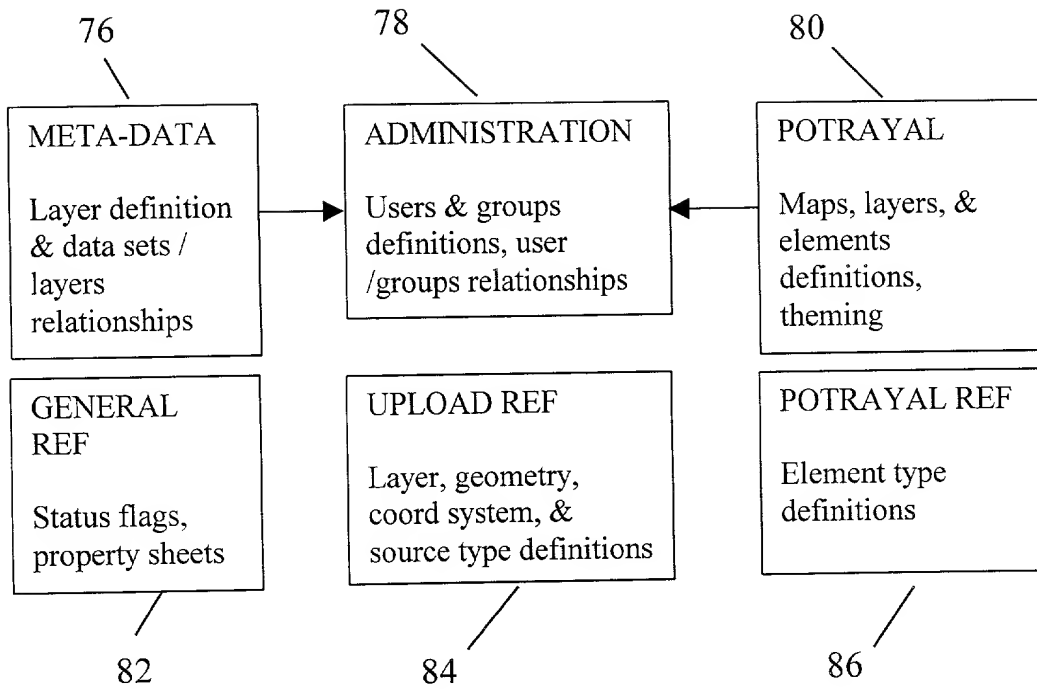 76
78
80
META-DATA
Layer definition
& data sets /
layers
relationships
ADMINISTRATION
Users & groups
definitions, user
/groups relationships
POTRAYAL
Maps, layers, &
elements
definitions,
theming
GENERAL
REF
Status flags,
property sheets
UPLOAD REF
Layer, geometry,
coord system, &
source type definitions
POTRAYAL REF
Element type
definitions
82
84
86